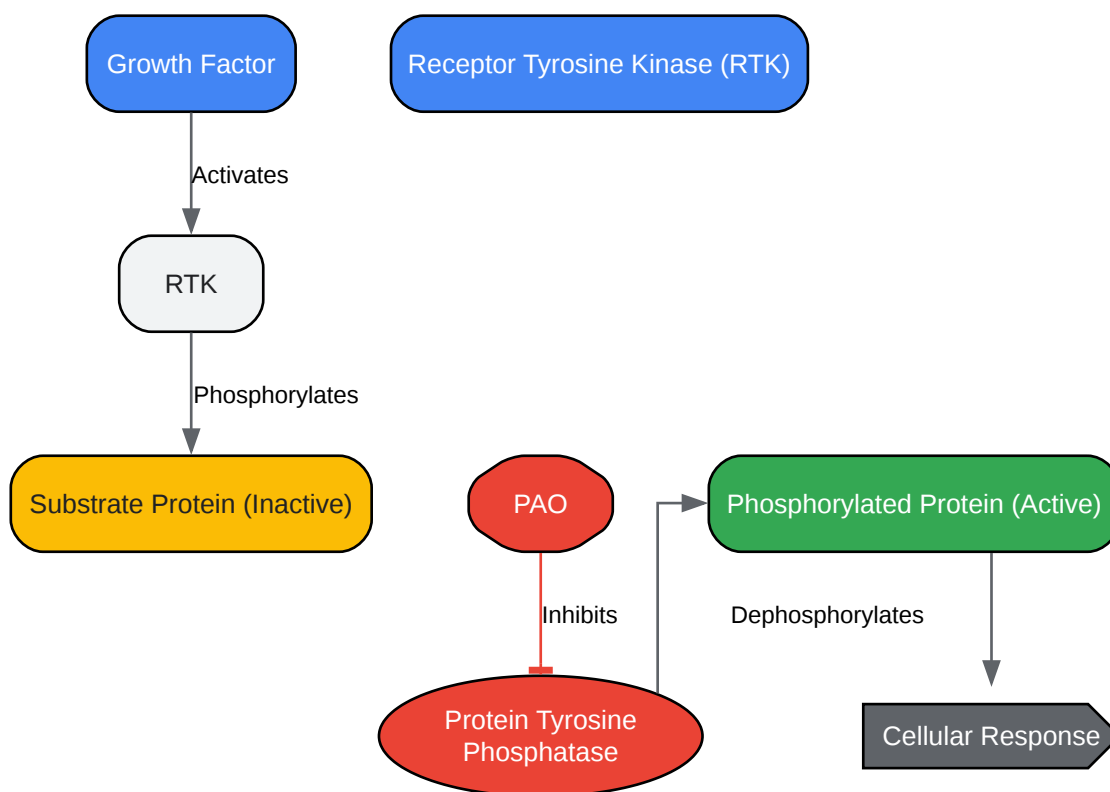 Growth Factor
Receptor Tyrosine Kinase (RTK)
Activates
RTK
Phosphorylates
Substrate Protein (Inactive)
PAO
Phosphorylated Protein (Active)
Inhibits
Dephosphorylates
Protein Tyrosine
Phosphatase
Cellular Response